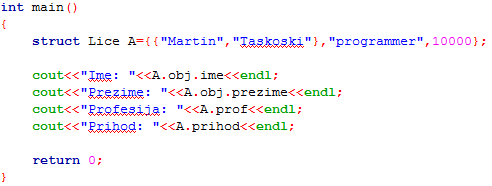 int main()
{
struct Lice A={{"Martin","Taskoski"},"programmer",10000};
cout<<"Ime: "<<A.obj.ime<<endl;
cout<<"Prezime: "<<A.obj.prezime<<endl;
cout<<"Profesija: "<<A.prof<<endl;
cout<<"Prihod: "<<A.prihod<<endl;
return 0;
}